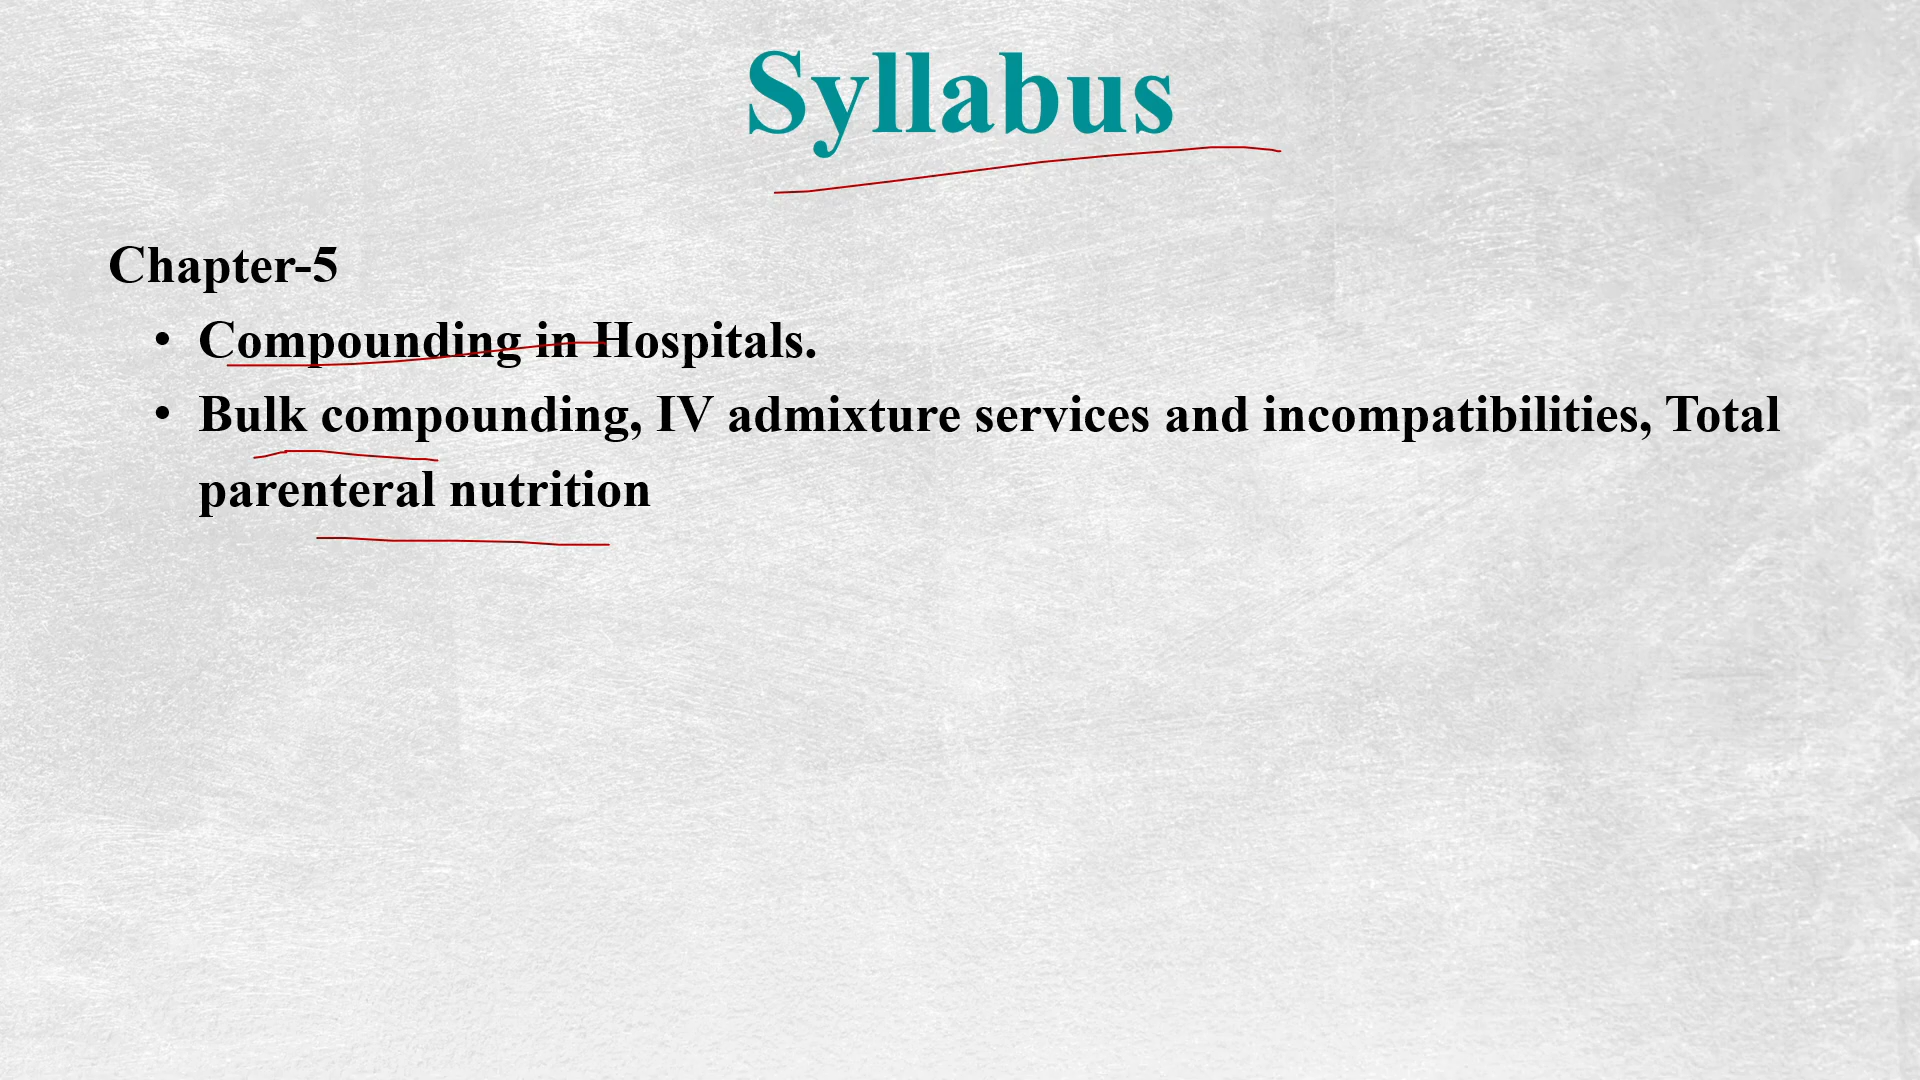 Syllabus
Chapter-5
• Compounding in Hospitals.
• Bulk compounding, IV admixture services and incompatibilities, Total
parenteral nutrition